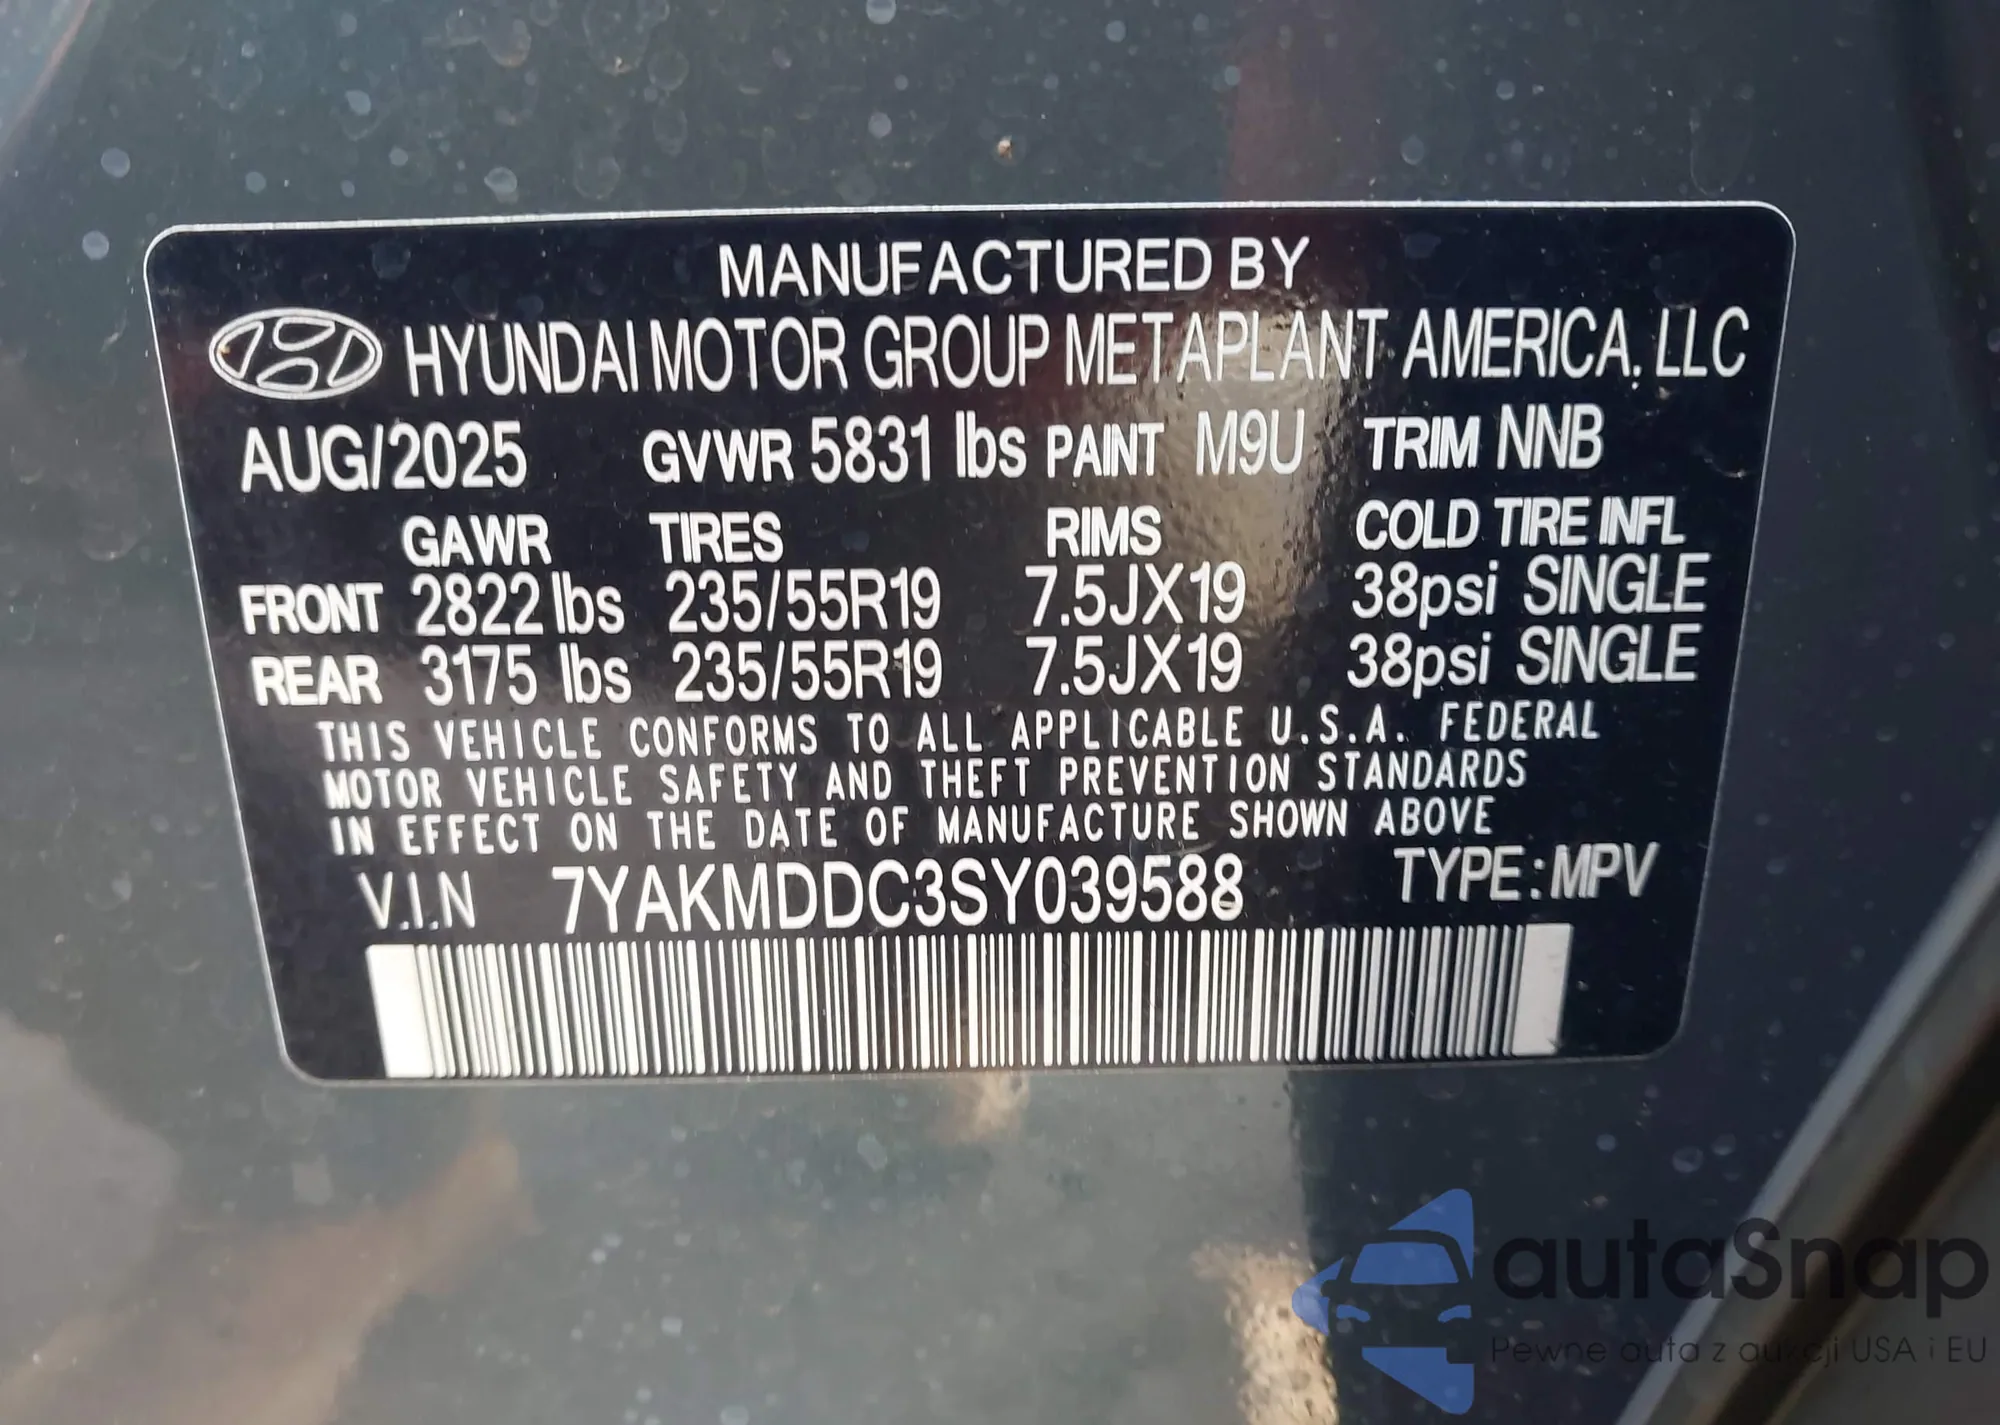 MANUFACTURED BY
HYUNDAI MOTOR GROUP METAPLANT AMERICA, LLC
AUG/2025 GVWR 5831 lbs PAINT M9U TRIM NNB
GAWR TIRES RIMS COLD TIRE INFL
FRONT 2822 lbs 235/55R19 7.5JX19 38psi SINGLE
REAR 3175 lbs 235/55R19 7.5JX19 38psi SINGLE
THIS VEHICLE CONFORMS TO ALL APPLICABLE U.S.A. FEDERAL
MOTOR VEHICLE SAFETY AND THEFT PREVENTION STANDARDS
IN EFFECT ON THE DATE OF MANUFACTURE SHOWN ABOVE
V.I.N 7YAKMDDC3SY039588 TYPE:MPV
autaSnap
Pewne auta z aukcji USA i EU